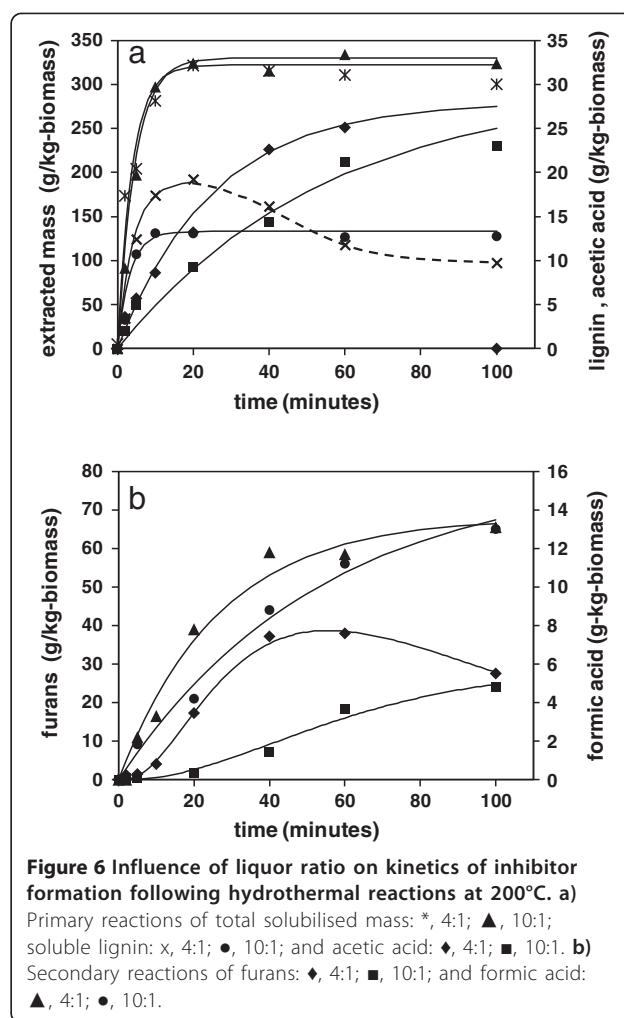 a
350
300
250
200
150
100
50
0
extracted mass (g/kg-biomass)
35
30
25
20
15
10
5
0
lignin , acetic acid (g/kg-biomass)
0 20 40 60 80 100
time (minutes)
b
80
70
60
50
40
30
20
10
0
furans (g/kg-biomass)
16
14
12
10
8
6
4
2
0
formic acid (g-kg-biomass)
0 20 40 60 80 100
time (minutes)
Figure 6 Influence of liquor ratio on kinetics of inhibitor
formation following hydrothermal reactions at 200°C. a)
Primary reactions of total solubilised mass: *, 4:1; ▲, 10:1;
soluble lignin: x, 4:1; ●, 10:1; and acetic acid: ♦, 4:1; ■, 10:1. b)
Secondary reactions of furans: ♦, 4:1; ■, 10:1; and formic acid:
▲, 4:1; ●, 10:1.